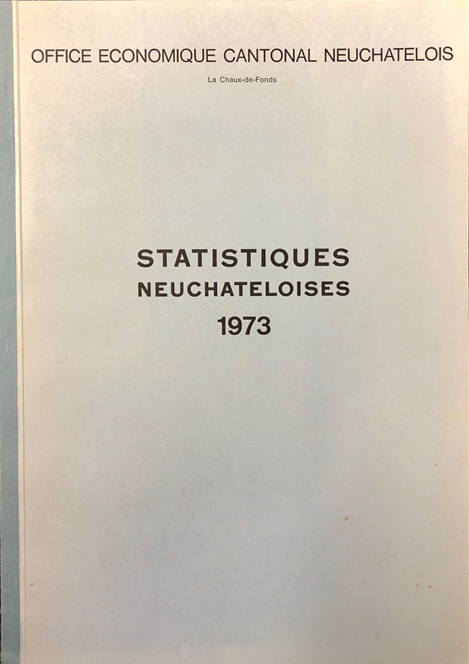 OFFICE ECONOMIQUE CANTONAL NEUCHATELOIS
La Chaux-de-Fonds
STATISTIQUES
NEUCHATELOISES
1973